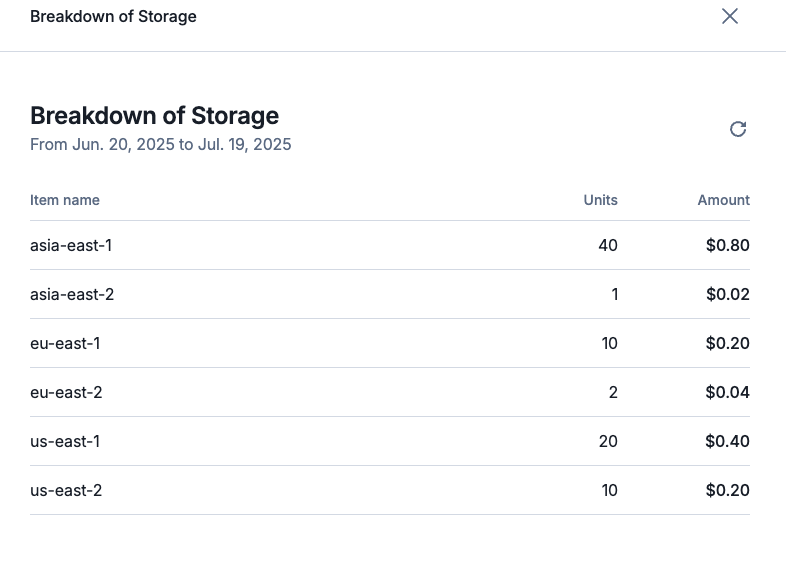 Breakdown of Storage
Breakdown of Storage
From Jun. 20, 2025 to Jul. 19, 2025
Item name Units Amount
asia-east-1 40 $0.80
asia-east-2 1 $0.02
eu-east-1 10 $0.20
eu-east-2 2 $0.04
us-east-1 20 $0.40
us-east-2 10 $0.20